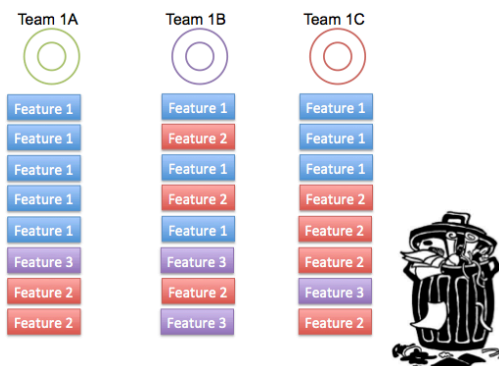 Team 1A Team 1B Team 1C
Feature 1 Feature 1 Feature 1
Feature 1 Feature 2 Feature 1
Feature 1 Feature 1 Feature 1
Feature 1 Feature 2 Feature 2
Feature 1 Feature 1 Feature 2
Feature 3 Feature 3 Feature 2
Feature 2 Feature 2 Feature 3
Feature 2 Feature 3 Feature 2